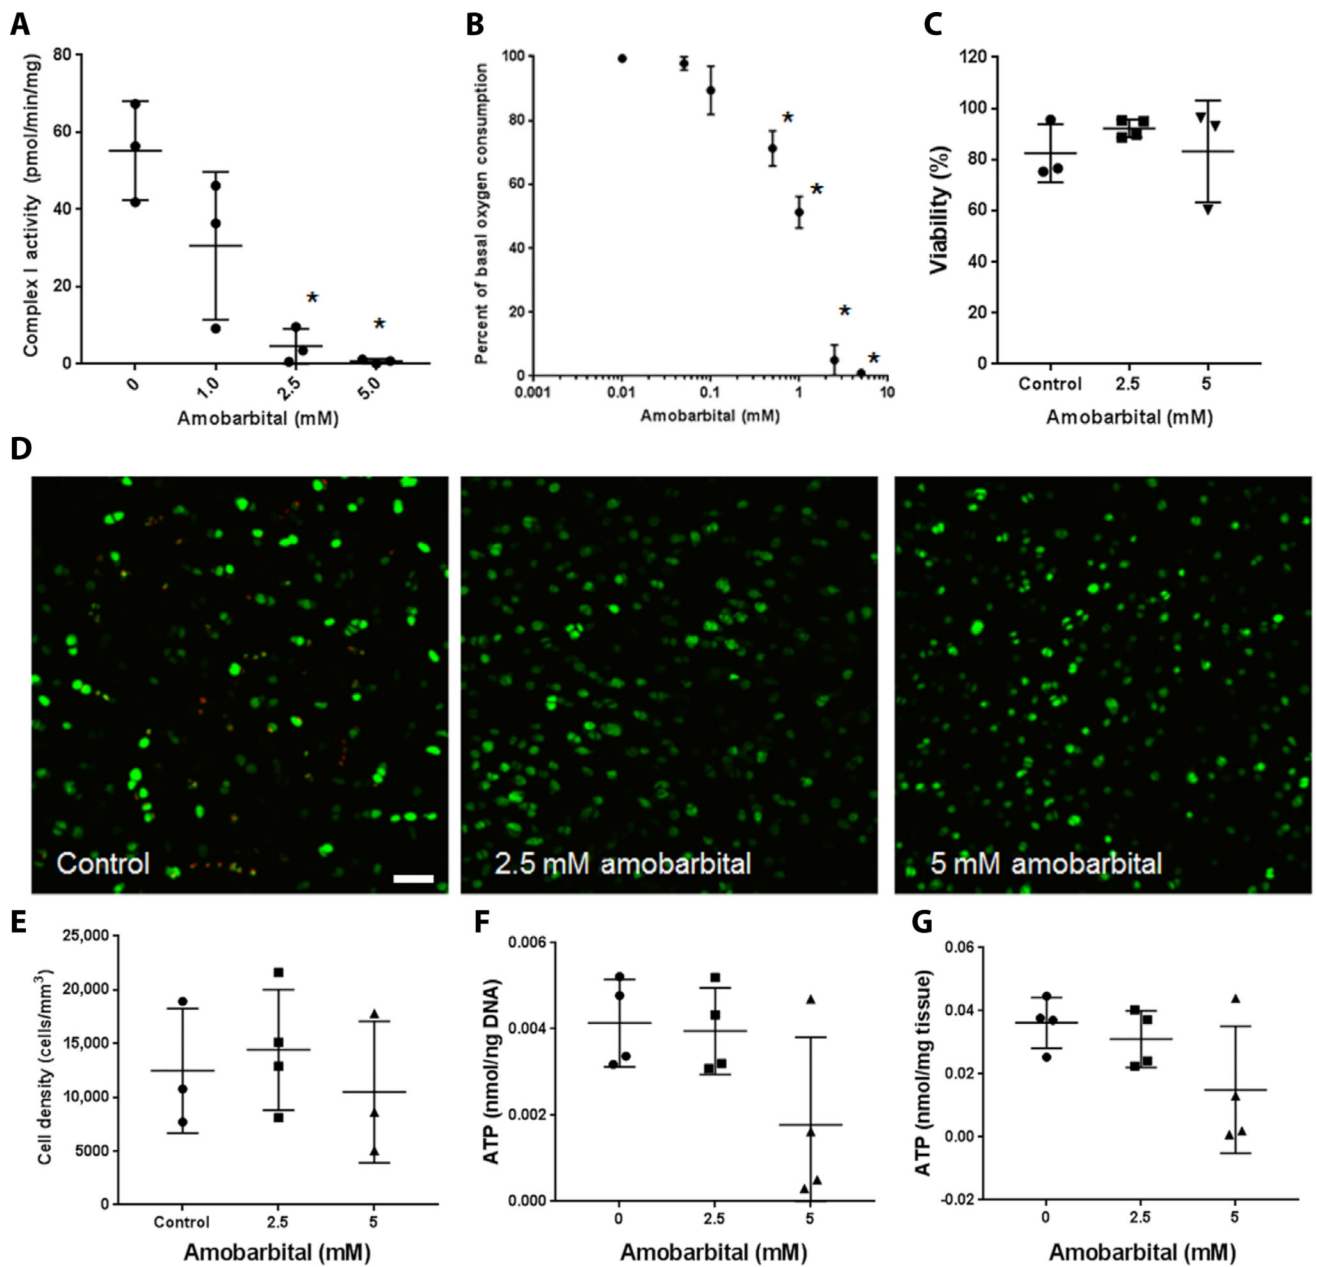 A
Complex I activity (pmol/min/mg)
80
60
40
20
0
*
*
0
1.0
2.5
5.0
Amobarbital (mM)
B
Percent of basal oxygen consumption
100
80
60
40
20
0
*
*
*
*
0.001
0.01
0.1
1
10
Amobarbital (mM)
C
Viability (%)
120
100
80
60
40
20
0
Control
2.5
5
Amobarbital (mM)
D
Control
2.5 mM amobarbital
5 mM amobarbital
E
Cell density (cells/mm³)
25,000
20,000
15,000
10,000
5000
0
Control
2.5
5
Amobarbital (mM)
F
ATP (nmol/ng DNA)
0.006
0.004
0.002
0.000
0
2.5
5
Amobarbital (mM)
G
ATP (nmol/mg tissue)
0.06
0.04
0.02
0.00
-0.02
0
2.5
5
Amobarbital (mM)